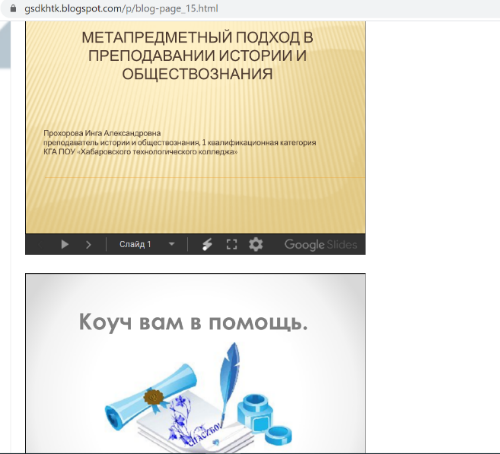 gsdkhtk.blogspot.com/p/blog-page_15.html
МЕТАПРЕДМЕТНЫЙ ПОДХОД В
ПРЕПОДАВАНИИ ИСТОРИИ И
ОБЩЕСТВОЗНАНИЯ
Прохорова Инга Александровна
преподаватель истории и обществознания, 1 квалификационная категория
КГА ПОУ «Хабаровского технологического колледжа»
Слайд 1
Google Slides
Коуч вам в помощь.
СПАСИБО